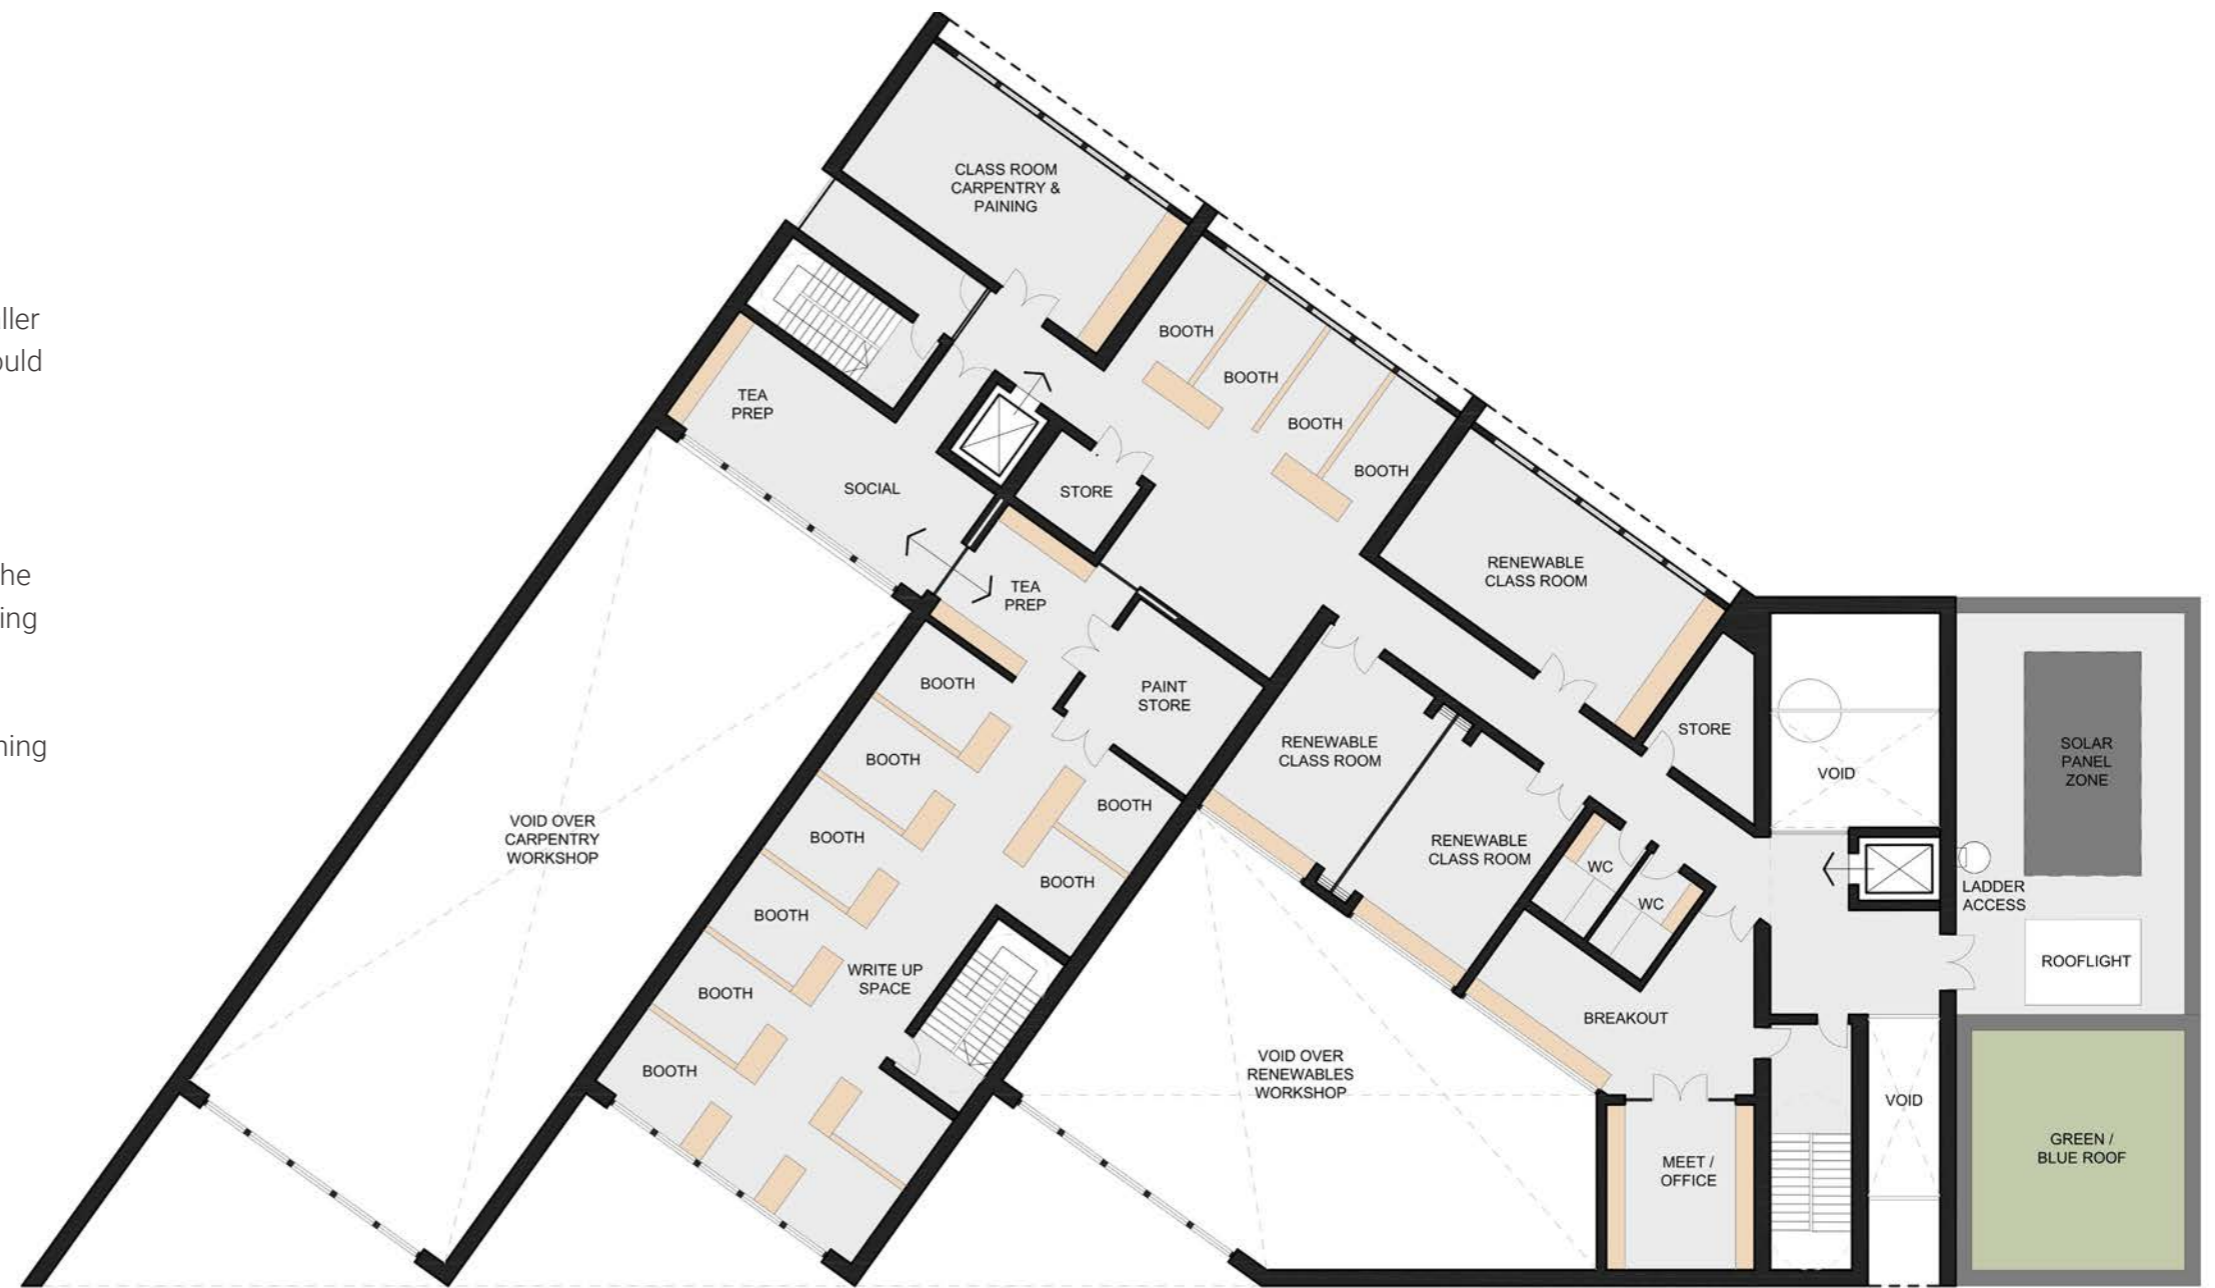 ller
ould
he
ing
ning
CLASS ROOM
CARPENTRY &
PAINING
BOOTH
BOOTH
BOOTH
BOOTH
TEA
PREP
SOCIAL
STORE
RENEWABLE
CLASS ROOM
TEA
PREP
PAINT
STORE
BOOTH
BOOTH
BOOTH
BOOTH
BOOTH
BOOTH
BOOTH
BOOTH
WRITE UP
SPACE
VOID OVER
CARPENTRY
WORKSHOP
RENEWABLE
CLASS ROOM
RENEWABLE
CLASS ROOM
STORE
WC
WC
VOID
SOLAR
PANEL
ZONE
LADDER
ACCESS
ROOFLIGHT
BREAKOUT
VOID OVER
RENEWABLES
WORKSHOP
MEET /
OFFICE
VOID
GREEN /
BLUE ROOF